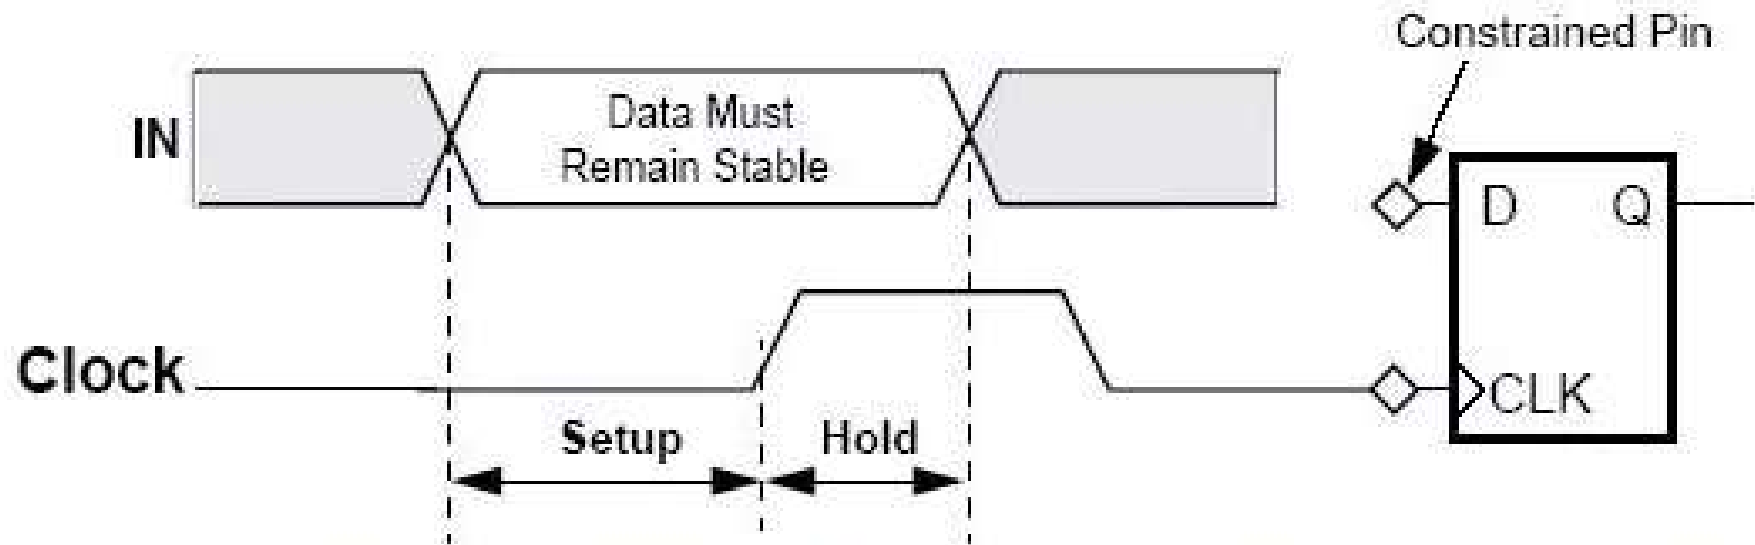 Constrained Pin
IN
Data Must
Remain Stable
D
Q
Clock
CLK
Setup
Hold